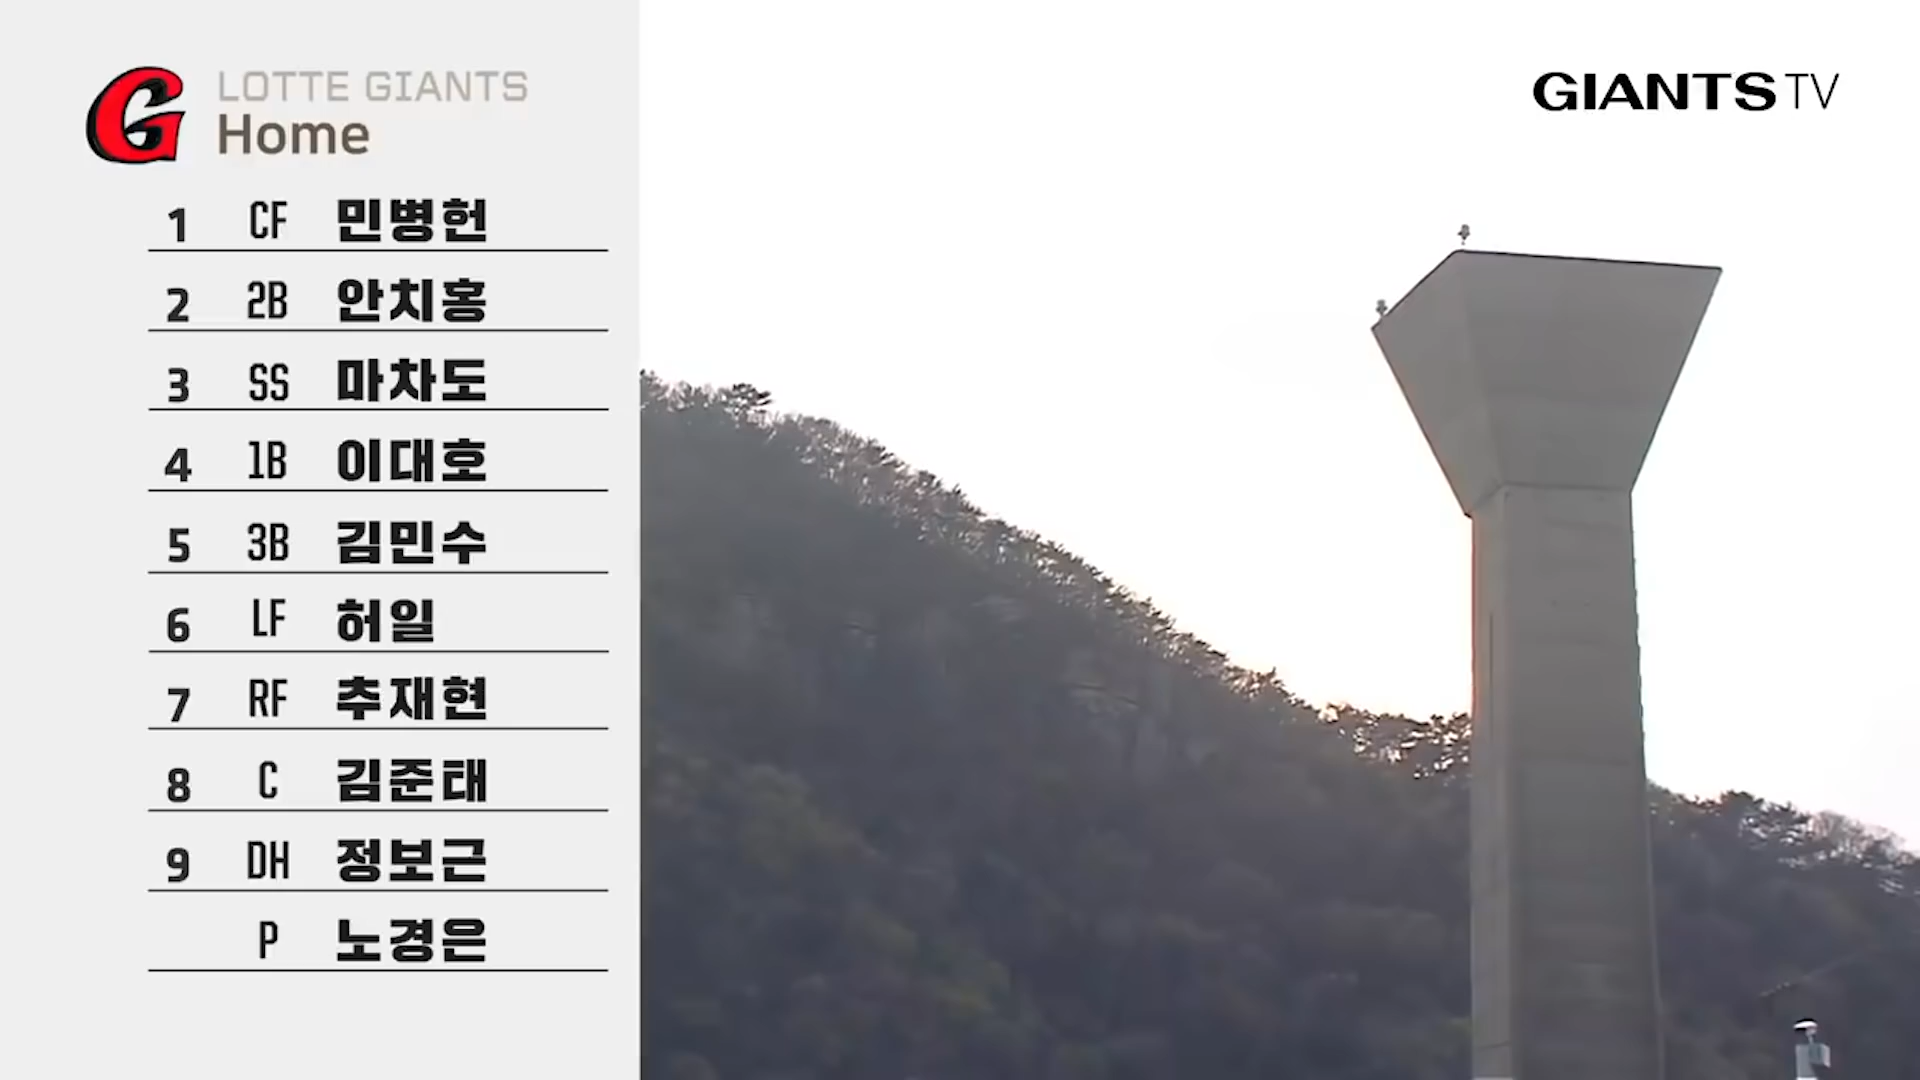 G LOTTE GIANTS
Home
GIANTS TV
1 CF 민병헌
2 2B 안치홍
3 SS 마차도
4 1B 이대호
5 3B 김민수
6 LF 허일
7 RF 추재현
8 C 김준태
9 DH 정보근
P 노경은